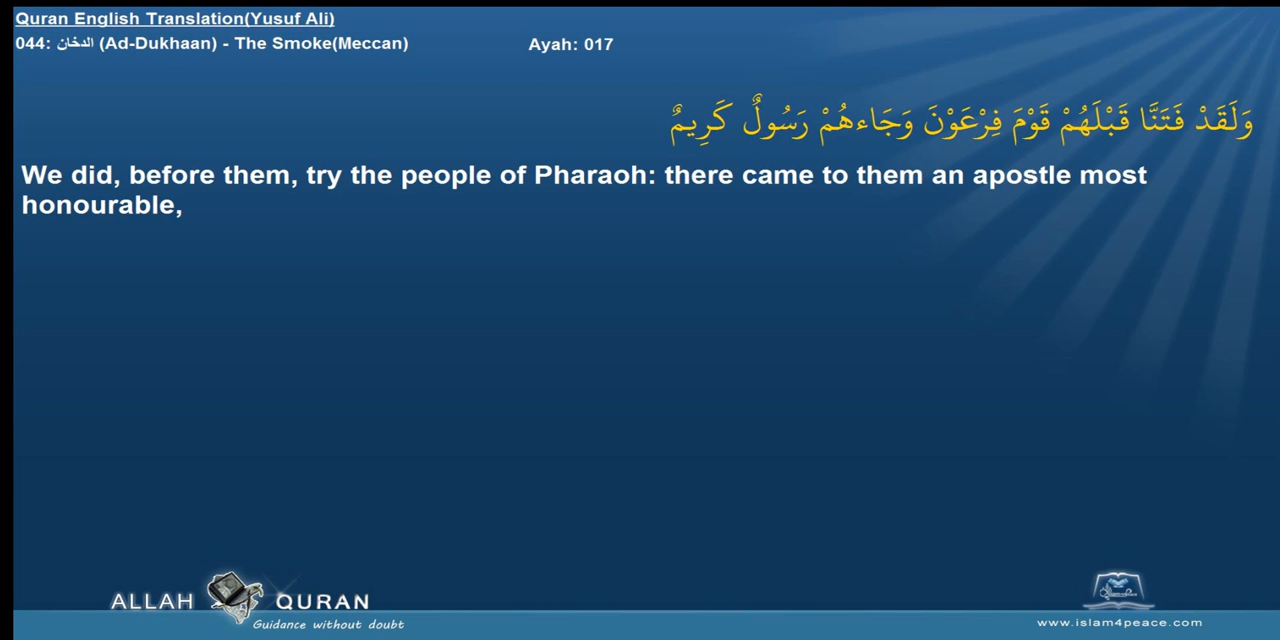 Quran English Translation(Yusuf Ali)
044: الدخان (Ad-Dukhaan) - The Smoke(Meccan) Ayah: 017
وَلَقَدْ فَتَنَّا قَبْلَهُمْ قَوْمَ فِرْعَوْنَ وَجَاءهُمْ رَسُولٌ كَرِيمٌ
We did, before them, try the people of Pharaoh: there came to them an apostle most
honourable,
ALLAH QURAN
Guidance without doubt
www.islam4peace.com